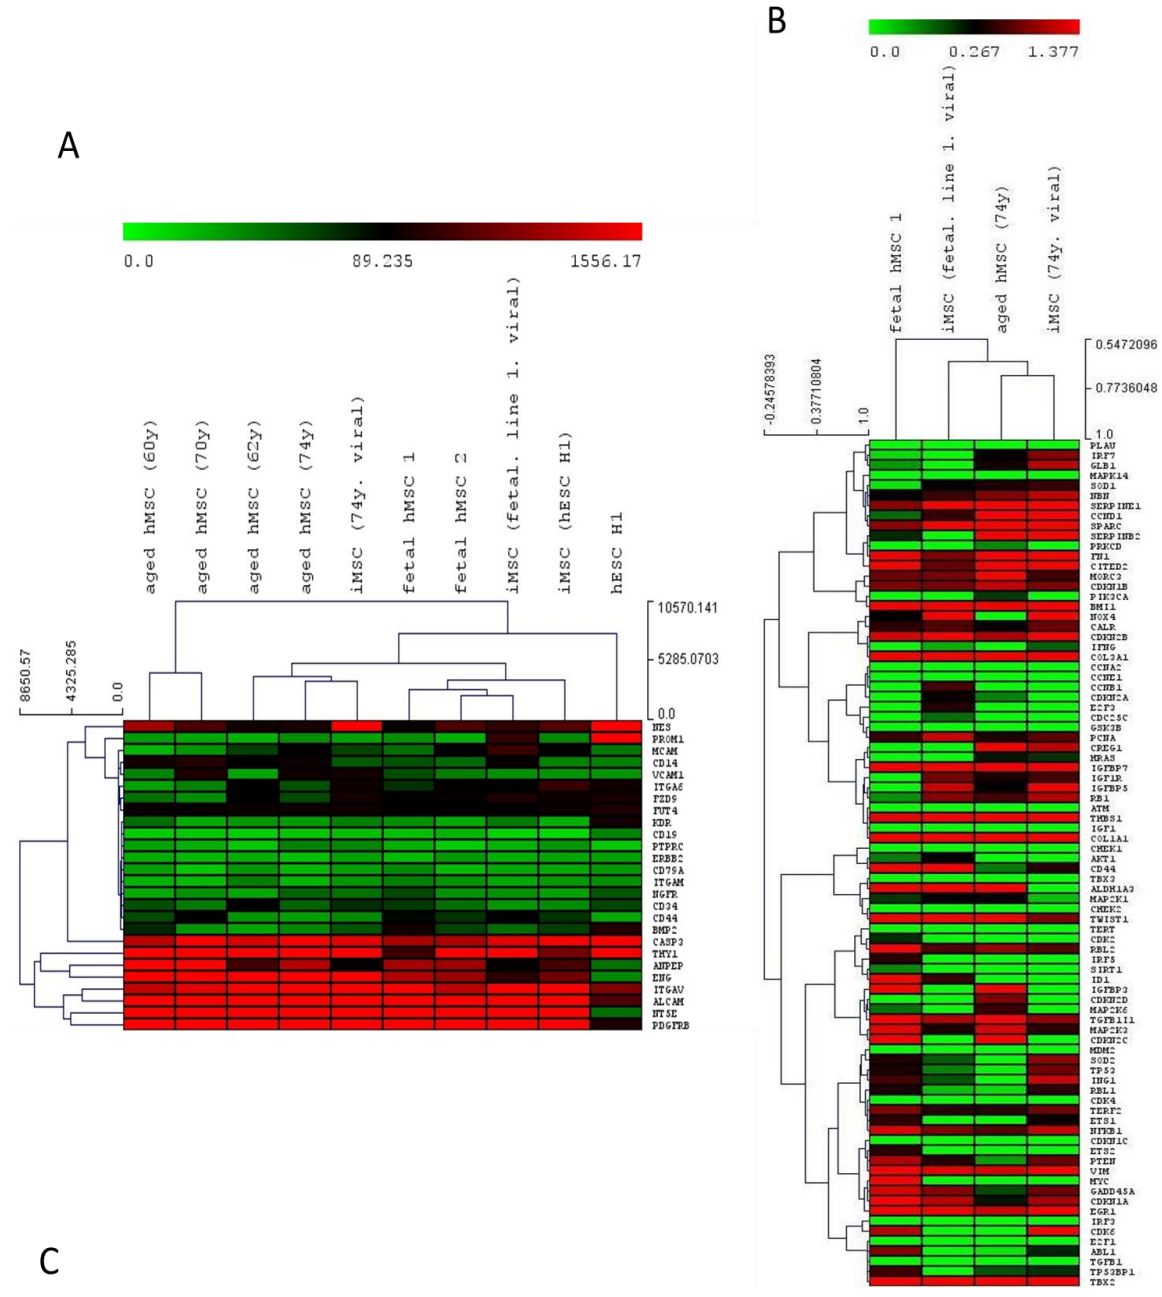 A
0.0 89.235 1556.17
aged hMSC (60y)
aged hMSC (70y)
aged hMSC (62y)
aged hMSC (74y)
iMSC (74y. viral)
fetal hMSC 1
fetal hMSC 2
iMSC (fetal. line 1. viral)
iMSC (hESC H1)
hESC H1
10570.141
5285.0703
0.0
8650.57
4325.285
0.0
NES
PROM1
MCAM
CD14
VCAM1
ITGA6
FZD9
FUT4
KDR
CD19
PTPRC
ERBB2
CD79A
ITGAM
NGFR
CD34
CD44
BMP2
CASP3
THY1
ANPEP
ENG
ITGAV
ALCAM
NT5E
PDGFRB
B
0.0 0.267 1.377
fetal hMSC 1
iMSC (fetal. line 1. viral)
aged hMSC (74y)
iMSC (74y. viral)
0.5472096
0.7736048
1.0
-0.24578393
0.37710804
1.0
PLAU
IRF7
GLB1
MAPK14
SOD1
NBN
SERPINE1
CCND1
SPARC
SERPINB2
PRKCD
FN1
CITED2
MORC3
CDKN1B
PIK3CA
BMI1
NOX4
CALR
CDKN2B
IFNG
COL3A1
CCNA2
CCNE1
CCNB1
CDKN2A
E2F3
CDC25C
GSK3B
PCNA
CREG1
HRAS
IGFBP7
IGF1R
IGFBP5
RB1
ATM
THBS1
IGF1
COL1A1
CHEK1
AKT1
CD44
TBX3
ALDH1A3
MAP2K1
CHEK2
TWIST1
TERT
CDK2
RBL2
IRF5
SIRT1
ID1
IGFBP3
CDKN2D
MAP2K6
TGFB1I1
MAP2K3
CDKN2C
MDM2
SOD2
TP53
ING1
RBL1
CDK4
TERF2
ETS1
NFKB1
CDKN1C
ETS2
PTEN
VIM
MYC
GADD45A
CDKN1A
EGR1
IRF3
CDK6
E2F1
ABL1
TGFB1
TP53BP1
TBX2
C